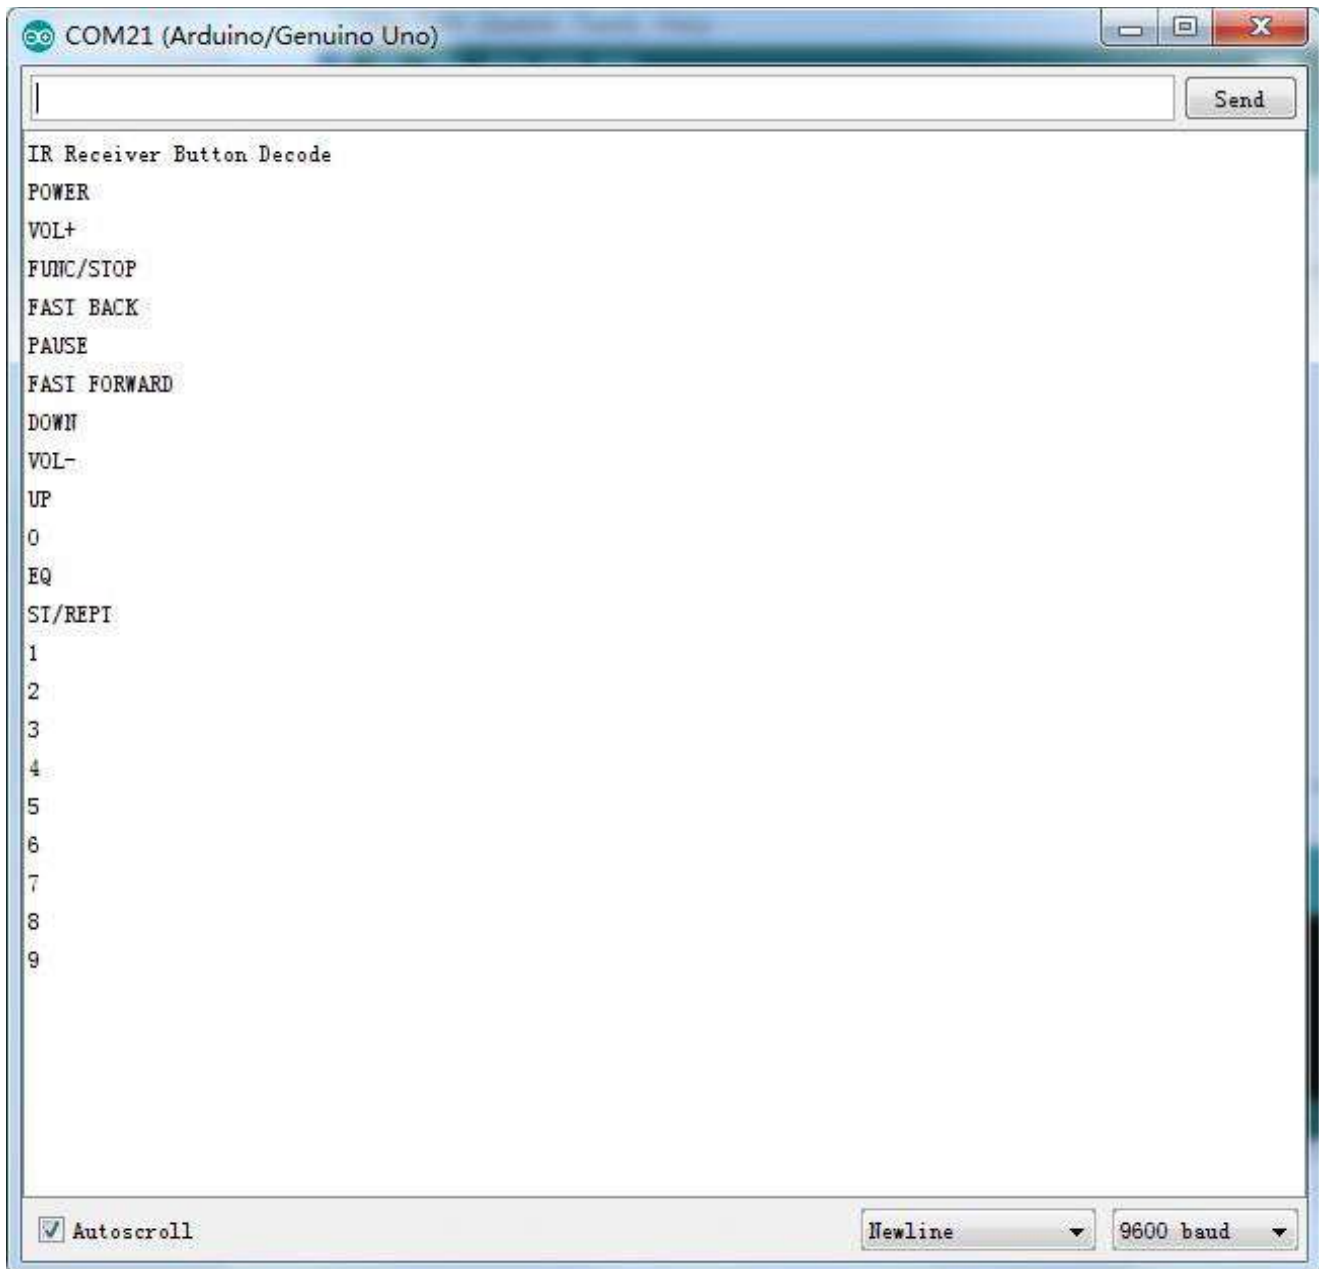 COM21 (Arduino/Genuino Uno)
Send
IR Receiver Button Decode
POWER
VOL+
FUNC/STOP
FAST BACK
PAUSE
FAST FORWARD
DOWN
VOL-
UP
0
EQ
ST/REPT
1
2
3
4
5
6
7
8
9
Autoscroll
Newline
9600 baud